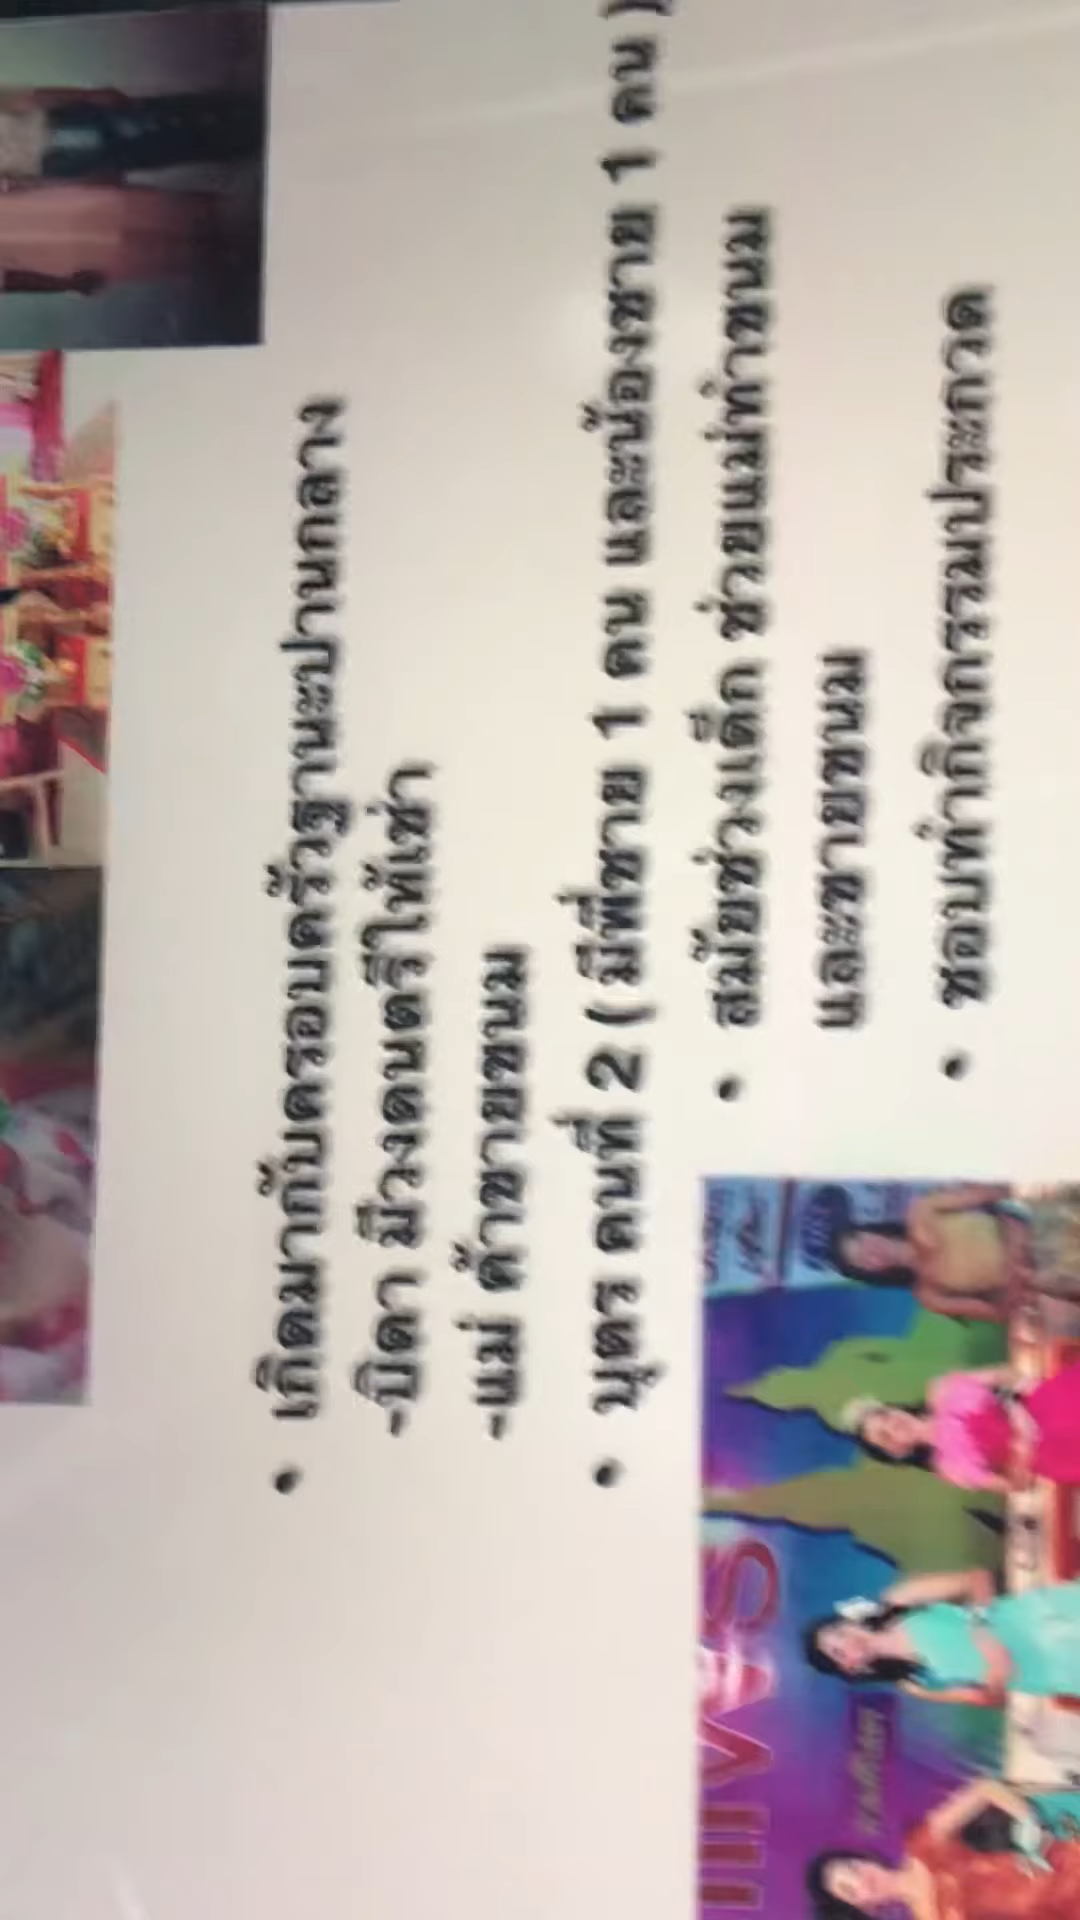 • เกิดมากับครอบครัวฐานะปานกลาง
-บิดา มีวงดนตรีให้เช่า
-แม่ ค้าขายขนม
• บุตร คนที่ 2 ( มีพี่ชาย 1 คน และน้องชาย 1 คน )
• สมัยช่วงเด็ก ช่วยแม่ทำขนม
และขายขนม
• ชอบทำกิจกรรมประกวด